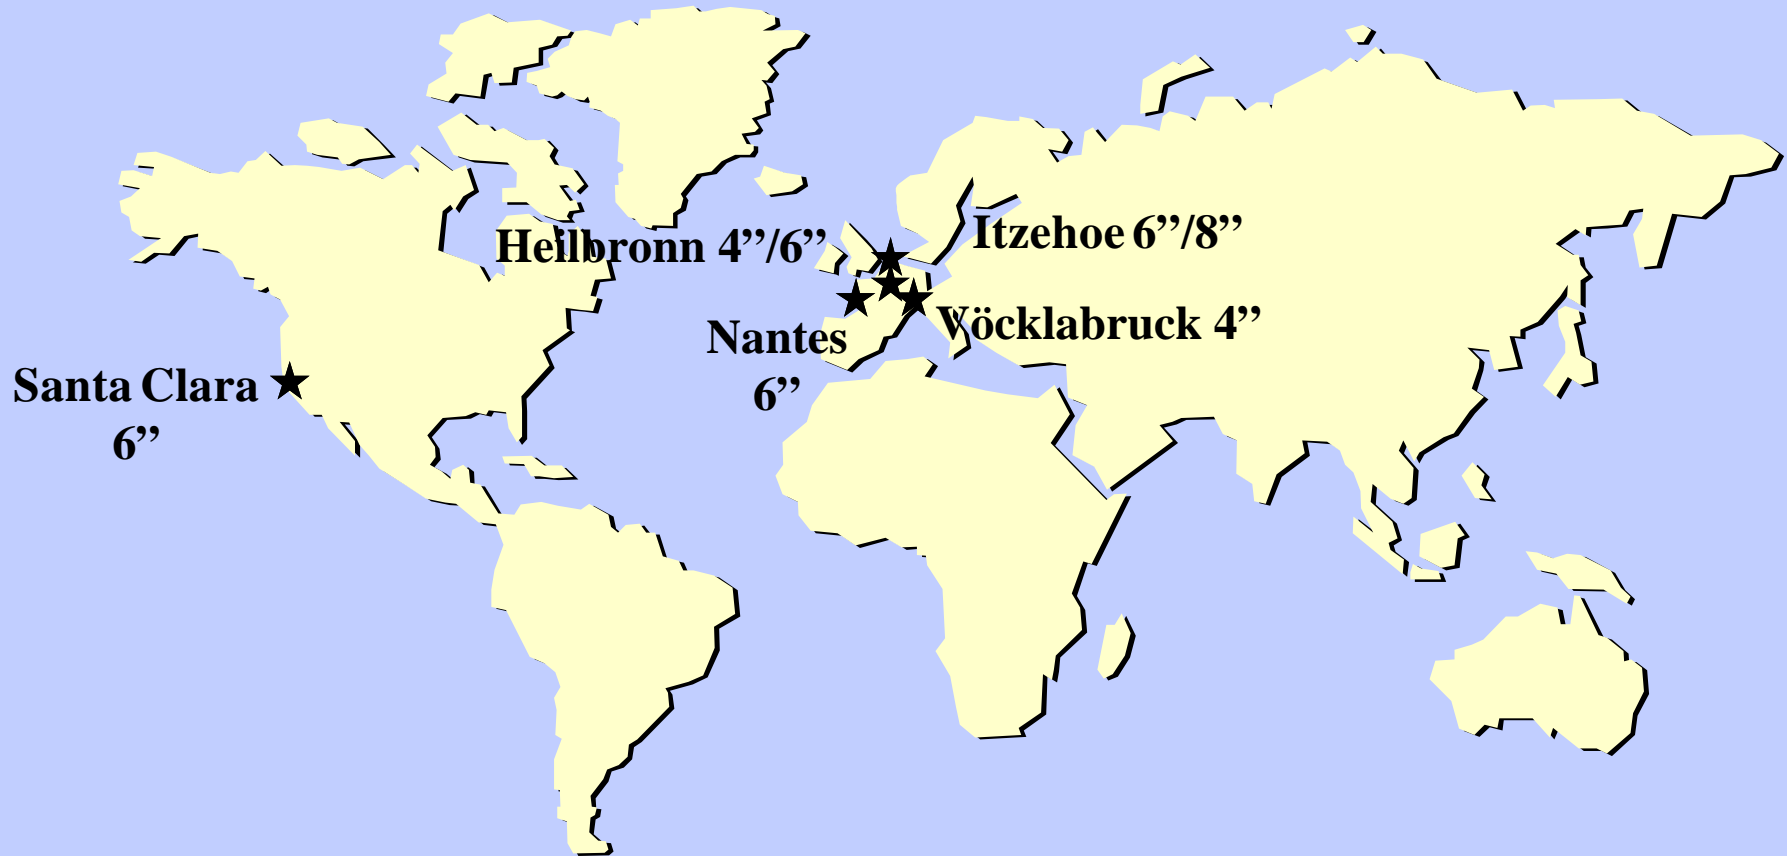 Itzehoe 6”/8”
Heilbronn 4”/6”
Vöcklabruck 4”
Nantes
6”
Santa Clara
6”